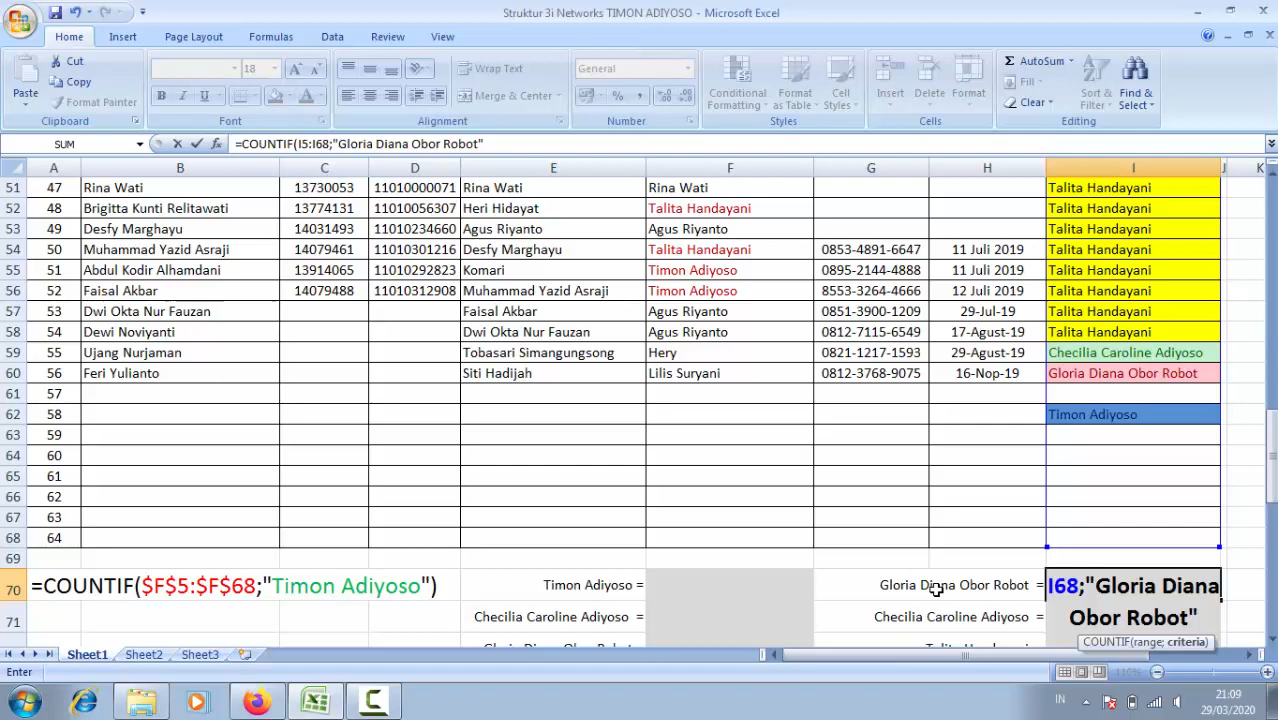 Struktur 3i Networks TIMON ADIYOSO - Microsoft Excel
Home Insert Page Layout Formulas Data Review View
Paste Cut Copy Format Painter Clipboard
18 Font
Wrap Text Merge & Center Alignment
General Number
Conditional Formatting Format as Table Cell Styles Styles
Insert Delete Format Cells
AutoSum Fill Clear Sort & Filter Find & Select Editing
SUM =COUNTIF(I5:I68;"Gloria Diana Obor Robot"
A B C D E F G H I J K
51 47 Rina Wati 13730053 11010000071 Rina Wati Rina Wati Talita Handayani
52 48 Brigitta Kunti Relitawati 13774131 11010056307 Heri Hidayat Talita Handayani Talita Handayani
53 49 Desfy Marghayu 14031493 11010234660 Agus Riyanto Agus Riyanto Talita Handayani
54 50 Muhammad Yazid Asraji 14079461 11010301216 Desfy Marghayu Talita Handayani 0853-4891-6647 11 Juli 2019 Talita Handayani
55 51 Abdul Kodir Alhamdani 13914065 11010292823 Komari Timon Adiyoso 0895-2144-4888 11 Juli 2019 Talita Handayani
56 52 Faisal Akbar 14079488 11010312908 Muhammad Yazid Asraji Timon Adiyoso 8553-3264-4666 12 Juli 2019 Talita Handayani
57 53 Dwi Okta Nur Fauzan Faisal Akbar Agus Riyanto 0851-3900-1209 29-Jul-19 Talita Handayani
58 54 Dewi Noviyanti Dwi Okta Nur Fauzan Agus Riyanto 0812-7115-6549 17-Agust-19 Talita Handayani
59 55 Ujang Nurjaman Tobasari Simangungsong Hery 0821-1217-1593 29-Agust-19 Checilia Caroline Adiyoso
60 56 Feri Yulianto Siti Hadijah Lilis Suryani 0812-3768-9075 16-Nop-19 Gloria Diana Obor Robot
61 57
62 58 Timon Adiyoso
63 59
64 60
65 61
66 62
67 63
68 64
69
70 =COUNTIF($F$5:$F$68;"Timon Adiyoso") Timon Adiyoso = Gloria Diana Obor Robot = I68;"Gloria Diana
Obor Robot"
71 Checilia Caroline Adiyoso = Checilia Caroline Adiyoso =
COUNTIF(range; criteria)
Sheet1 Sheet2 Sheet3
Enter 110%
IN 21:09
29/03/2020